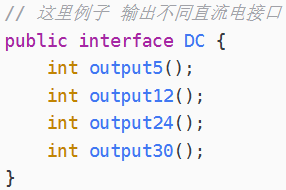 // 这里例子 输出不同直流电接口
public interface DC {
    int output5();
    int output12();
    int output24();
    int output30();
}